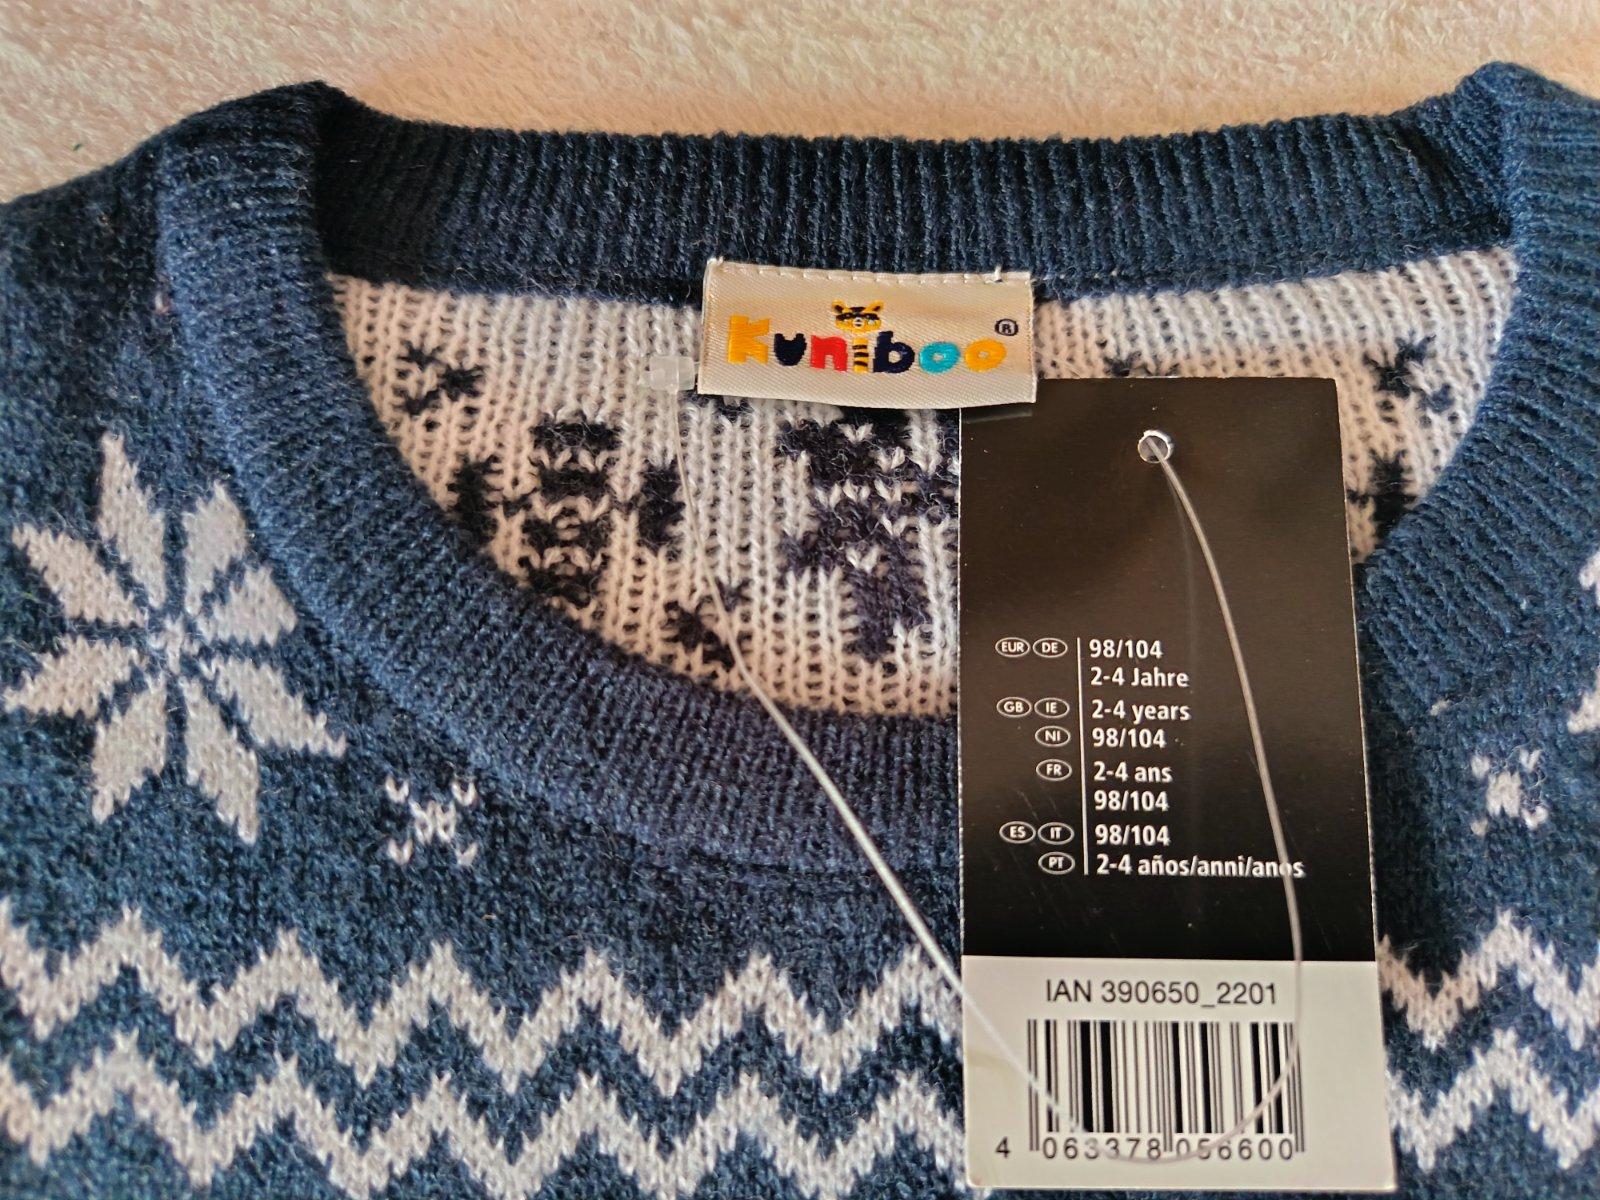 Kuniboo ®
EUR DE 98/104
2-4 Jahre
GB IE 2-4 years
NI 98/104
FR 2-4 ans
98/104
ES IT 98/104
PT 2-4 años/anni/anos
IAN 390650_2201
4 063378 056600